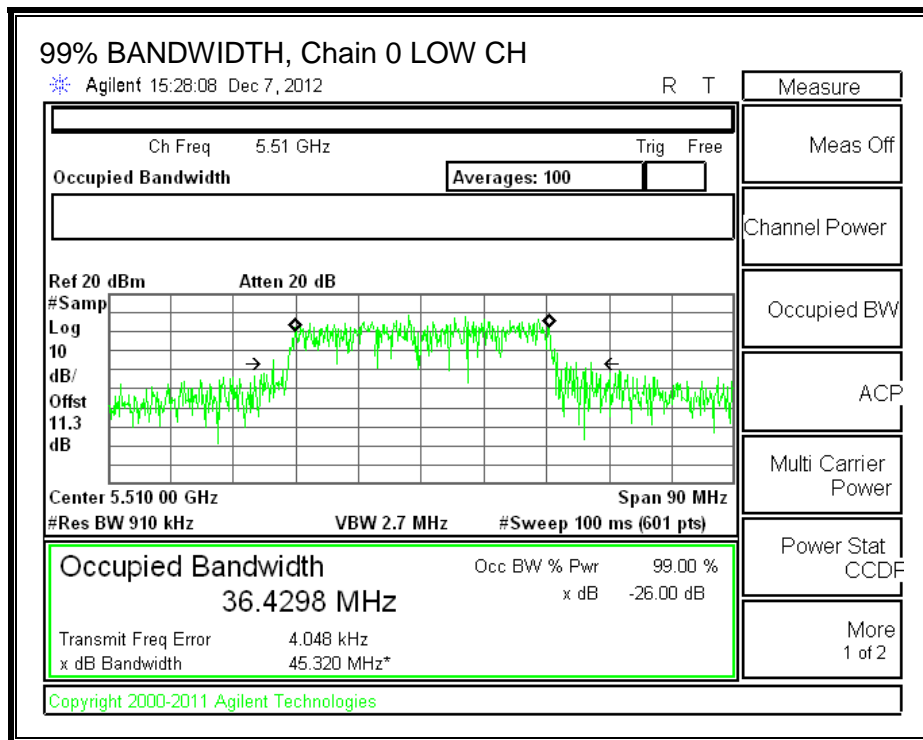 99% BANDWIDTH, Chain 0 LOW CH
Agilent 15:28:08 Dec 7, 2012 R T
Measure
Meas Off
Channel Power
Occupied BW
ACP
Multi Carrier
Power
Power Stat
CCDF
More
1 of 2
Ch Freq 5.51 GHz Trig Free
Occupied Bandwidth Averages: 100
Ref 20 dBm Atten 20 dB
#Samp
Log
10
dB/
Offst
11.3
dB
Center 5.510 00 GHz Span 90 MHz
#Res BW 910 kHz VBW 2.7 MHz #Sweep 100 ms (601 pts)
Occupied Bandwidth Occ BW % Pwr 99.00 %
36.4298 MHz x dB -26.00 dB
Transmit Freq Error 4.048 kHz
x dB Bandwidth 45.320 MHz*
Copyright 2000-2011 Agilent Technologies